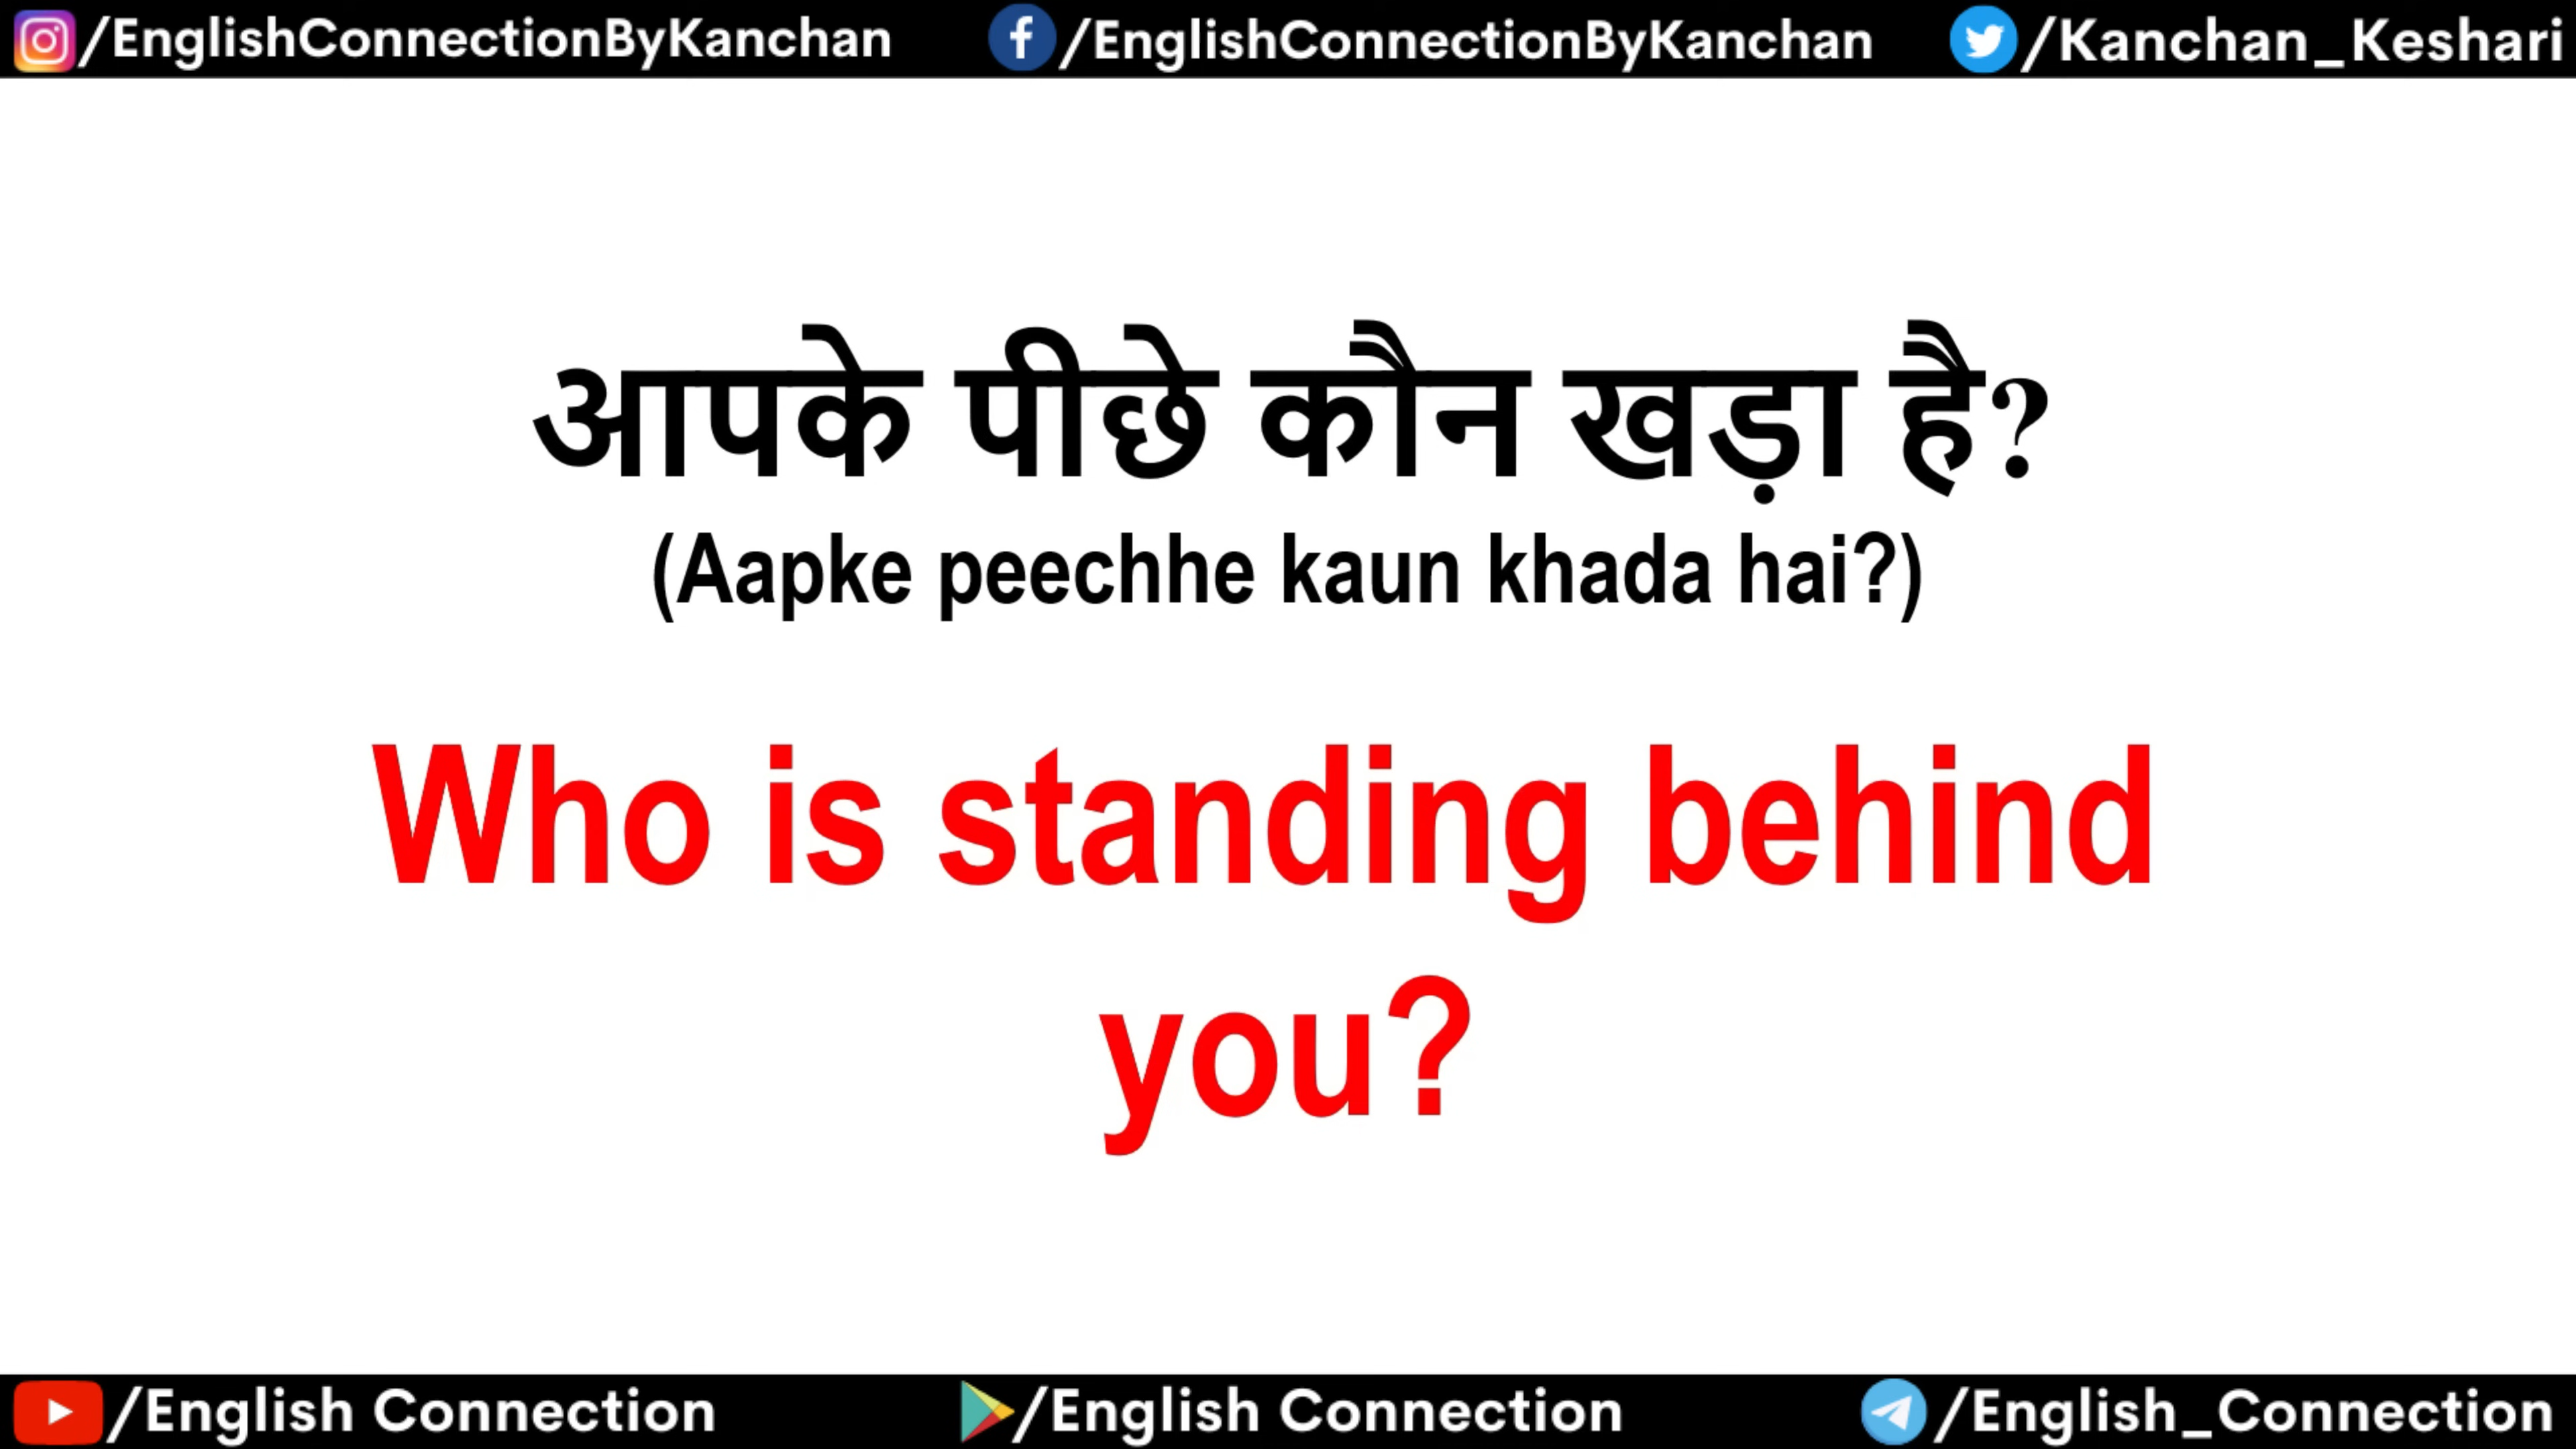 /EnglishConnectionByKanchan /EnglishConnectionByKanchan /Kanchan_Keshari
आपके पीछे कौन खड़ा है?
(Aapke peechhe kaun khada hai?)
Who is standing behind
you?
/English Connection /English Connection /English_Connection